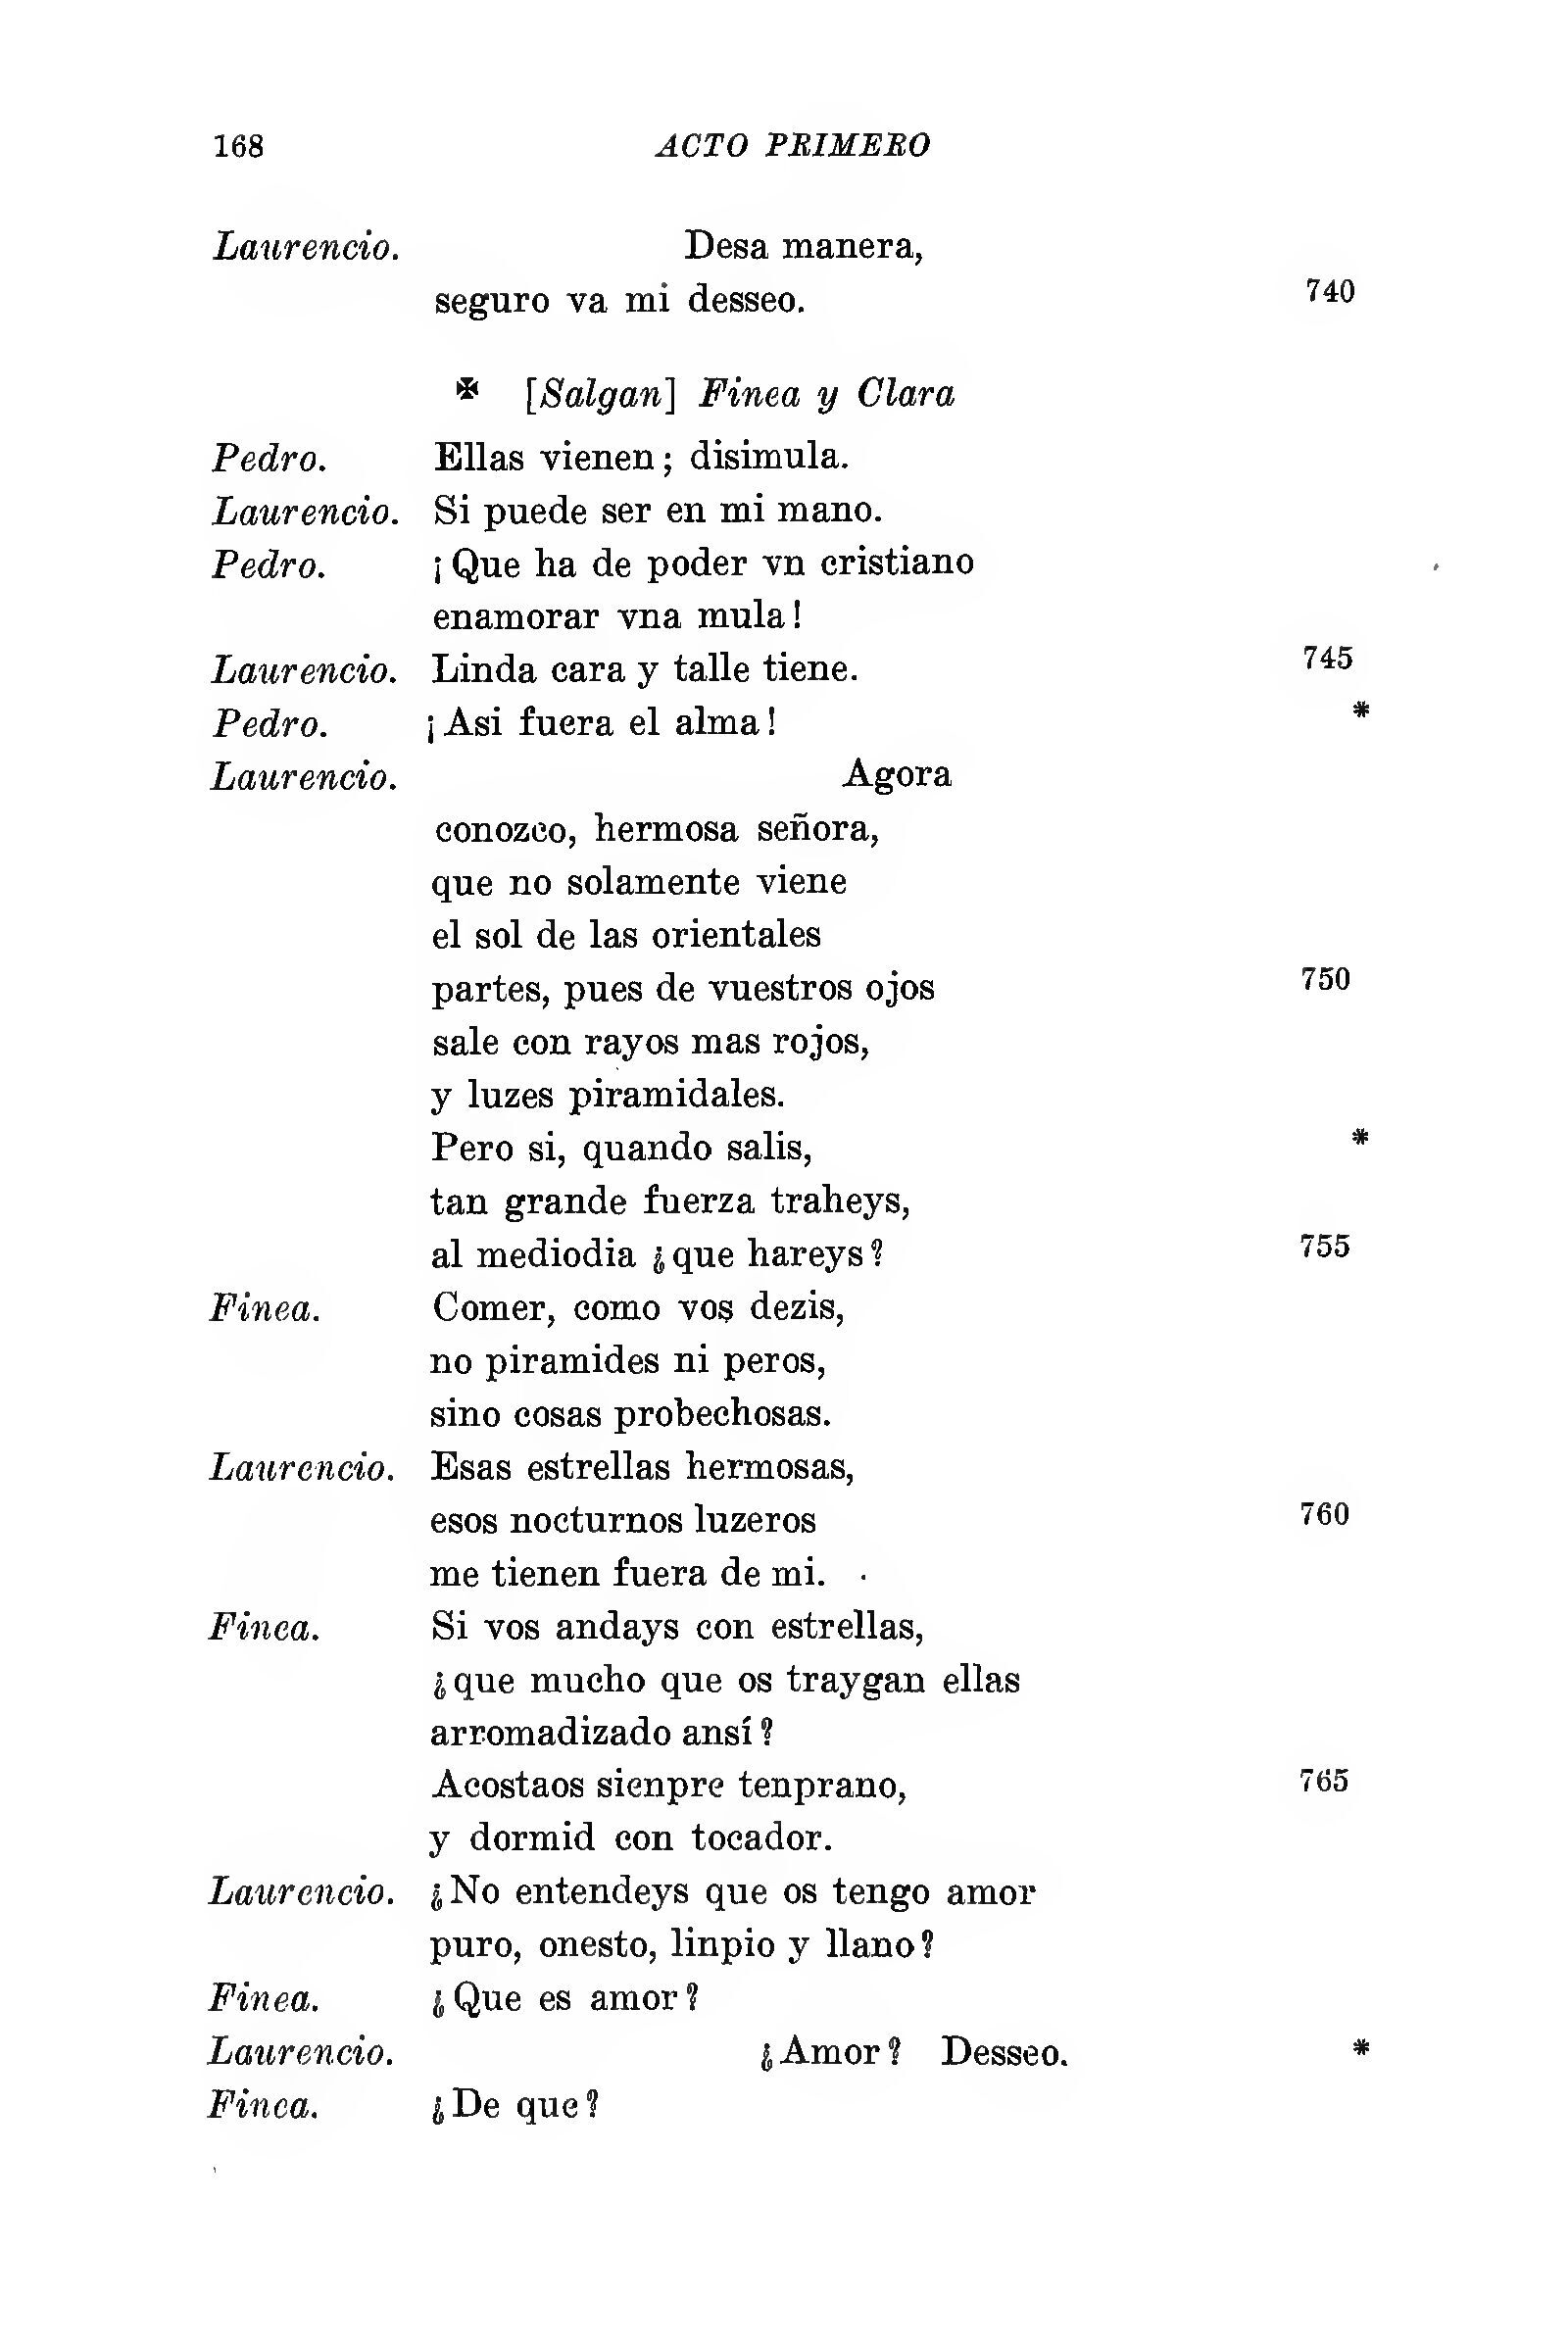 168 ACTO PRIMERO
Laurencio. Desa manera,
seguro va mi desseo. 740
✠ [Salgan] Finea y Clara
Pedro. Ellas vienen; disimula.
Laurencio. Si puede ser en mi mano.
Pedro. ¡Que ha de poder vn cristiano
enamorar vna mula!
Laurencio. Linda cara y talle tiene. 745
Pedro. ¡Asi fuera el alma! *
Laurencio. Agora
conozco, hermosa señora,
que no solamente viene
el sol de las orientales
partes, pues de vuestros ojos 750
sale con rayos mas rojos,
y luzes piramidales.
Pero si, quando salis, *
tan grande fuerza traheys,
al mediodia ¿que hareys? 755
Finea. Comer, como vos dezis,
no piramides ni peros,
sino cosas probechosas.
Laurencio. Esas estrellas hermosas,
esos nocturnos luzeros 760
me tienen fuera de mi.
Finea. Si vos andays con estrellas,
¿que mucho que os traygan ellas
arromadizado ansí?
Acostaos sienpre tenprano, 765
y dormid con tocador.
Laurencio. ¿No entendeys que os tengo amor
puro, onesto, linpio y llano?
Finea. ¿Que es amor?
Laurencio. ¿Amor? Desseo. *
Finea. ¿De que?